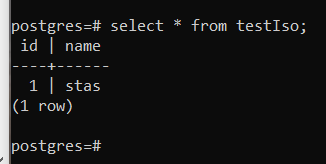 postgres=# select * from testIso;
 id | name
----+------
  1 | stas
(1 row)
postgres=#